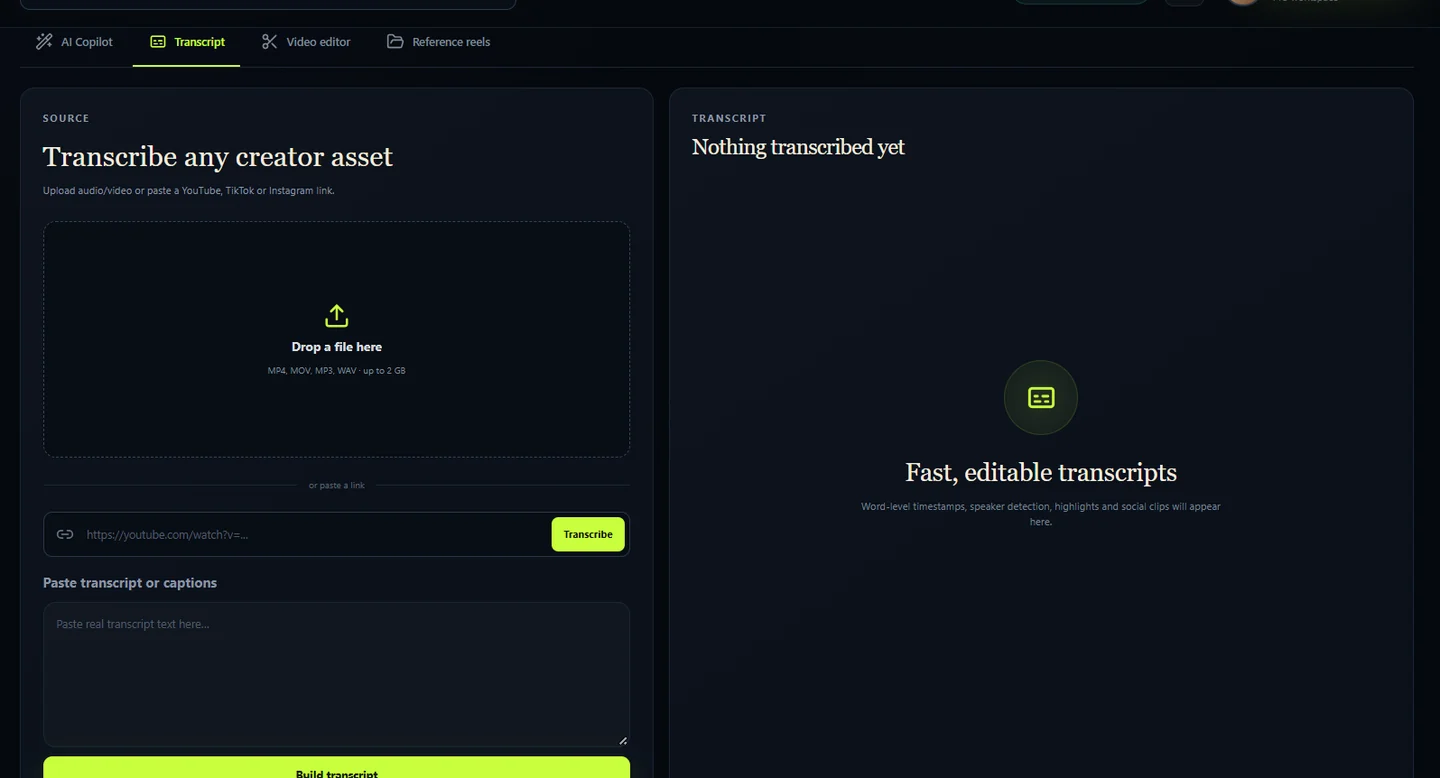 AI Copilot
Transcript
Video editor
Reference reels
SOURCE
Transcribe any creator asset
Upload audio/video or paste a YouTube, TikTok or Instagram link.
Drop a file here
MP4, MOV, MP3, WAV · up to 2 GB
or paste a link
https://youtube.com/watch?v=...
Transcribe
Paste transcript or captions
Paste real transcript text here...
Build transcript
TRANSCRIPT
Nothing transcribed yet
Fast, editable transcripts
Word-level timestamps, speaker detection, highlights and social clips will appear
here.